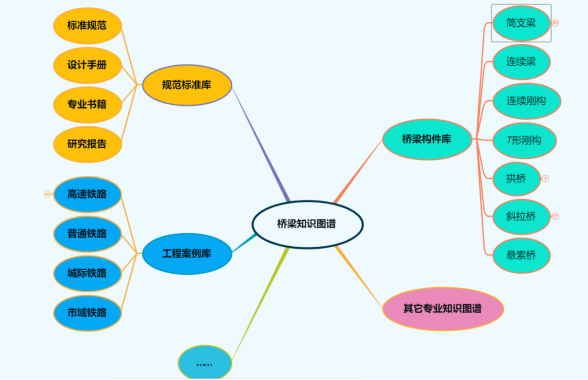 标准规范
设计手册
专业书籍
研究报告
规范标准库
高速铁路
普通铁路
城际铁路
市域铁路
工程案例库
......
桥梁知识图谱
桥梁构件库
简支梁
连续梁
连续刚构
T形刚构
拱桥
斜拉桥
悬索桥
其它专业知识图谱